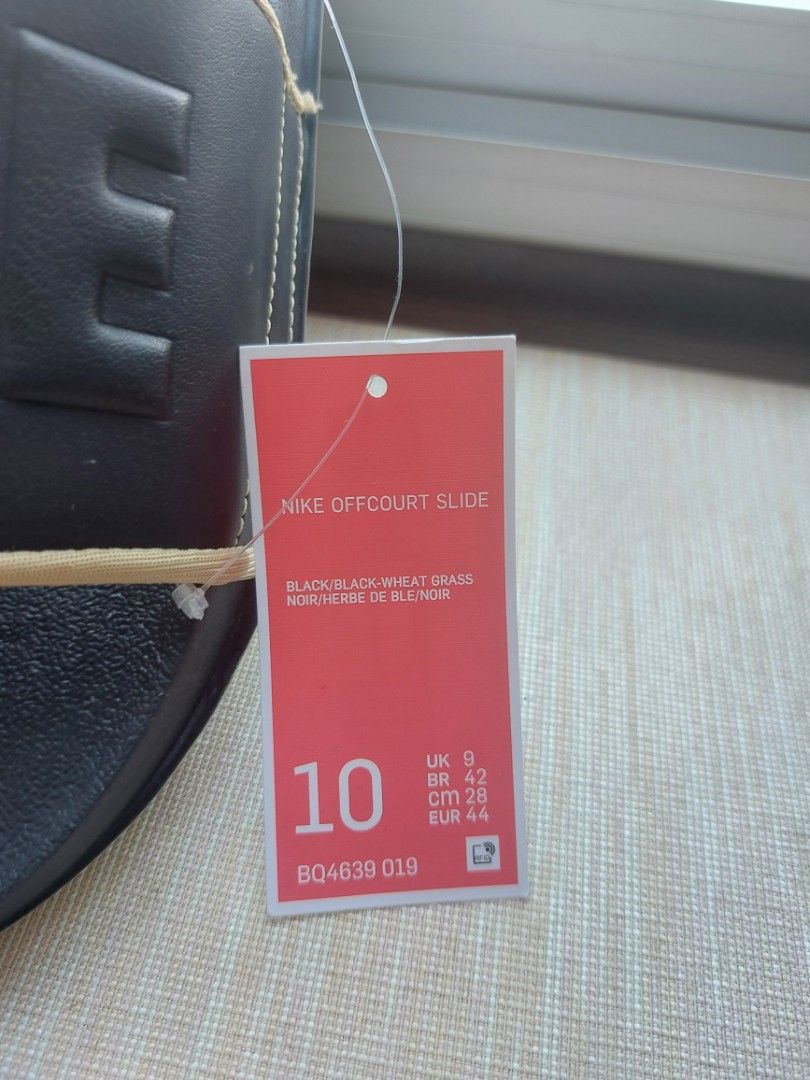 E
NIKE OFFCOURT SLIDE
BLACK/BLACK-WHEAT GRASS
NOIR/HERBE DE BLE/NOIR
10
UK 9
BR 42
cm 28
EUR 44
BQ4639 019
RFID